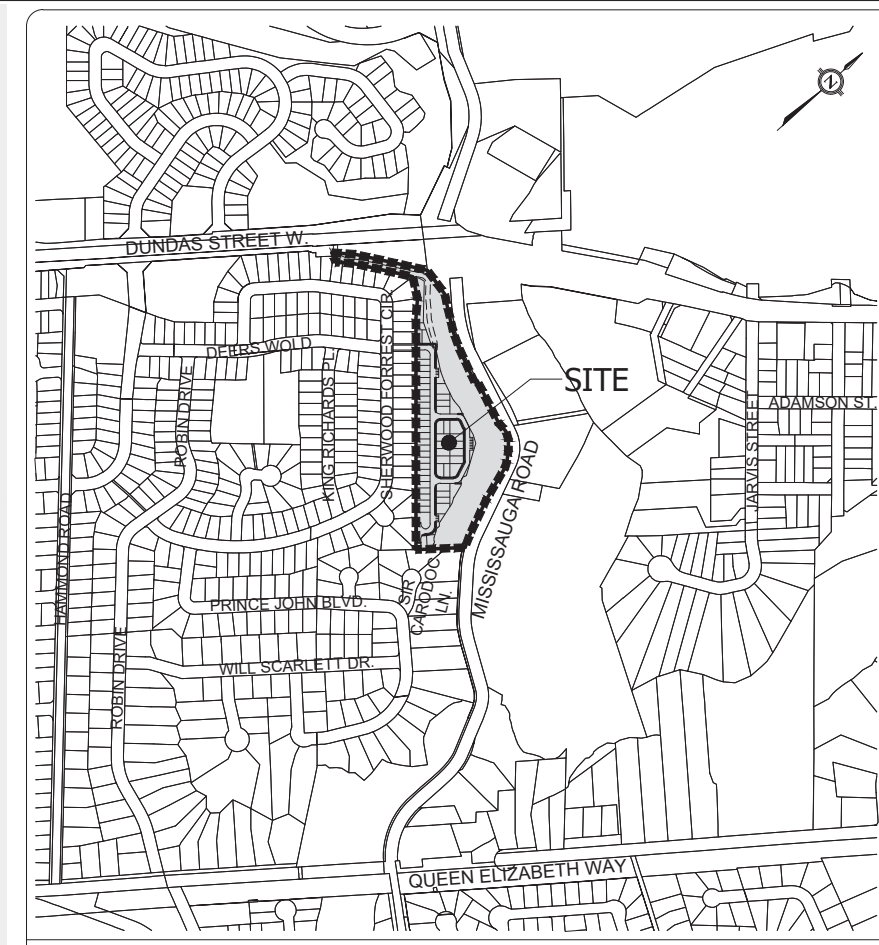 N
DUNDAS STREET W.
DEERS WOLD
ROBIN DRIVE
KING RICHARDS PL.
SHERWOOD FORREST CIR.
SITE
ADAMSON ST.
JARVIS STREET
HAMMOND ROAD
MISSISSAUGA ROAD
SIR
CARODOC
LN.
PRINCE JOHN BLVD.
WILL SCARLETT DR.
ROBIN DRIVE
QUEEN ELIZABETH WAY